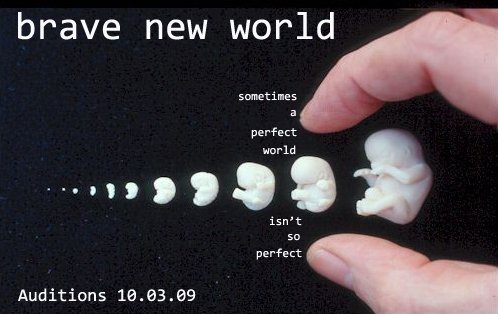 brave new world
sometimes
a
perfect
world
isn't
so
perfect
Auditions 10.03.09